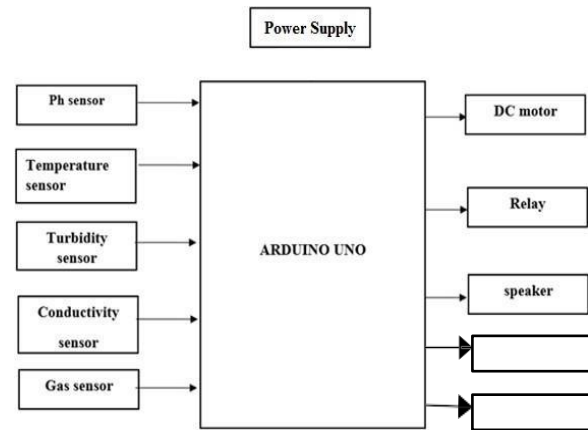 Power Supply
Ph sensor
Temperature
sensor
Turbidity
sensor
Conductivity
sensor
Gas sensor
ARDUINO UNO
DC motor
Relay
speaker